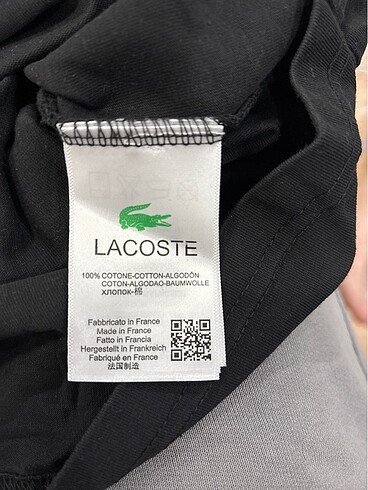 LACOSTE
100% COTONE-COTTON-ALGODÓN
COTON-ALGODAO-BAUMWOLLE
ХЛОПОК-棉
Fabbricato in France
Made in France
Fatto in Francia
Hergestellt in Frankreich
Fabriqué en France
法国制造